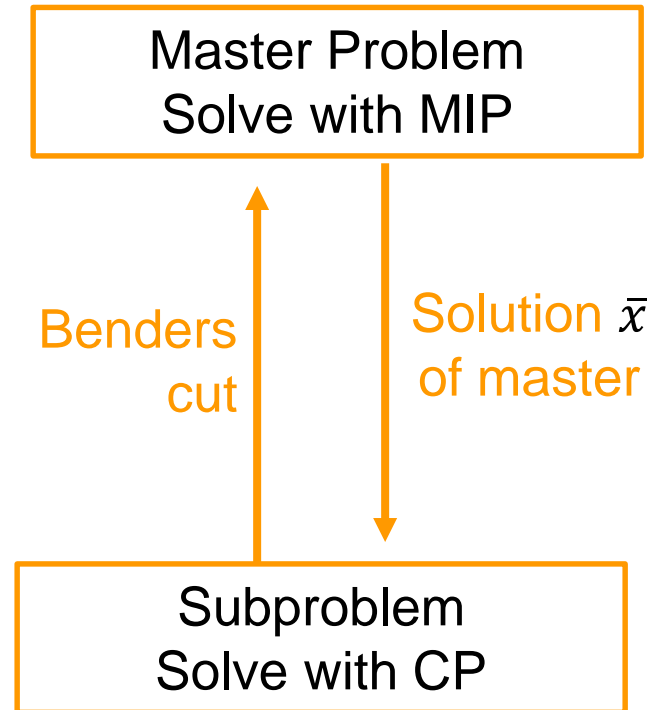 Master Problem
Solve with MIP
Benders
cut
Solution x̄
of master
Subproblem
Solve with CP